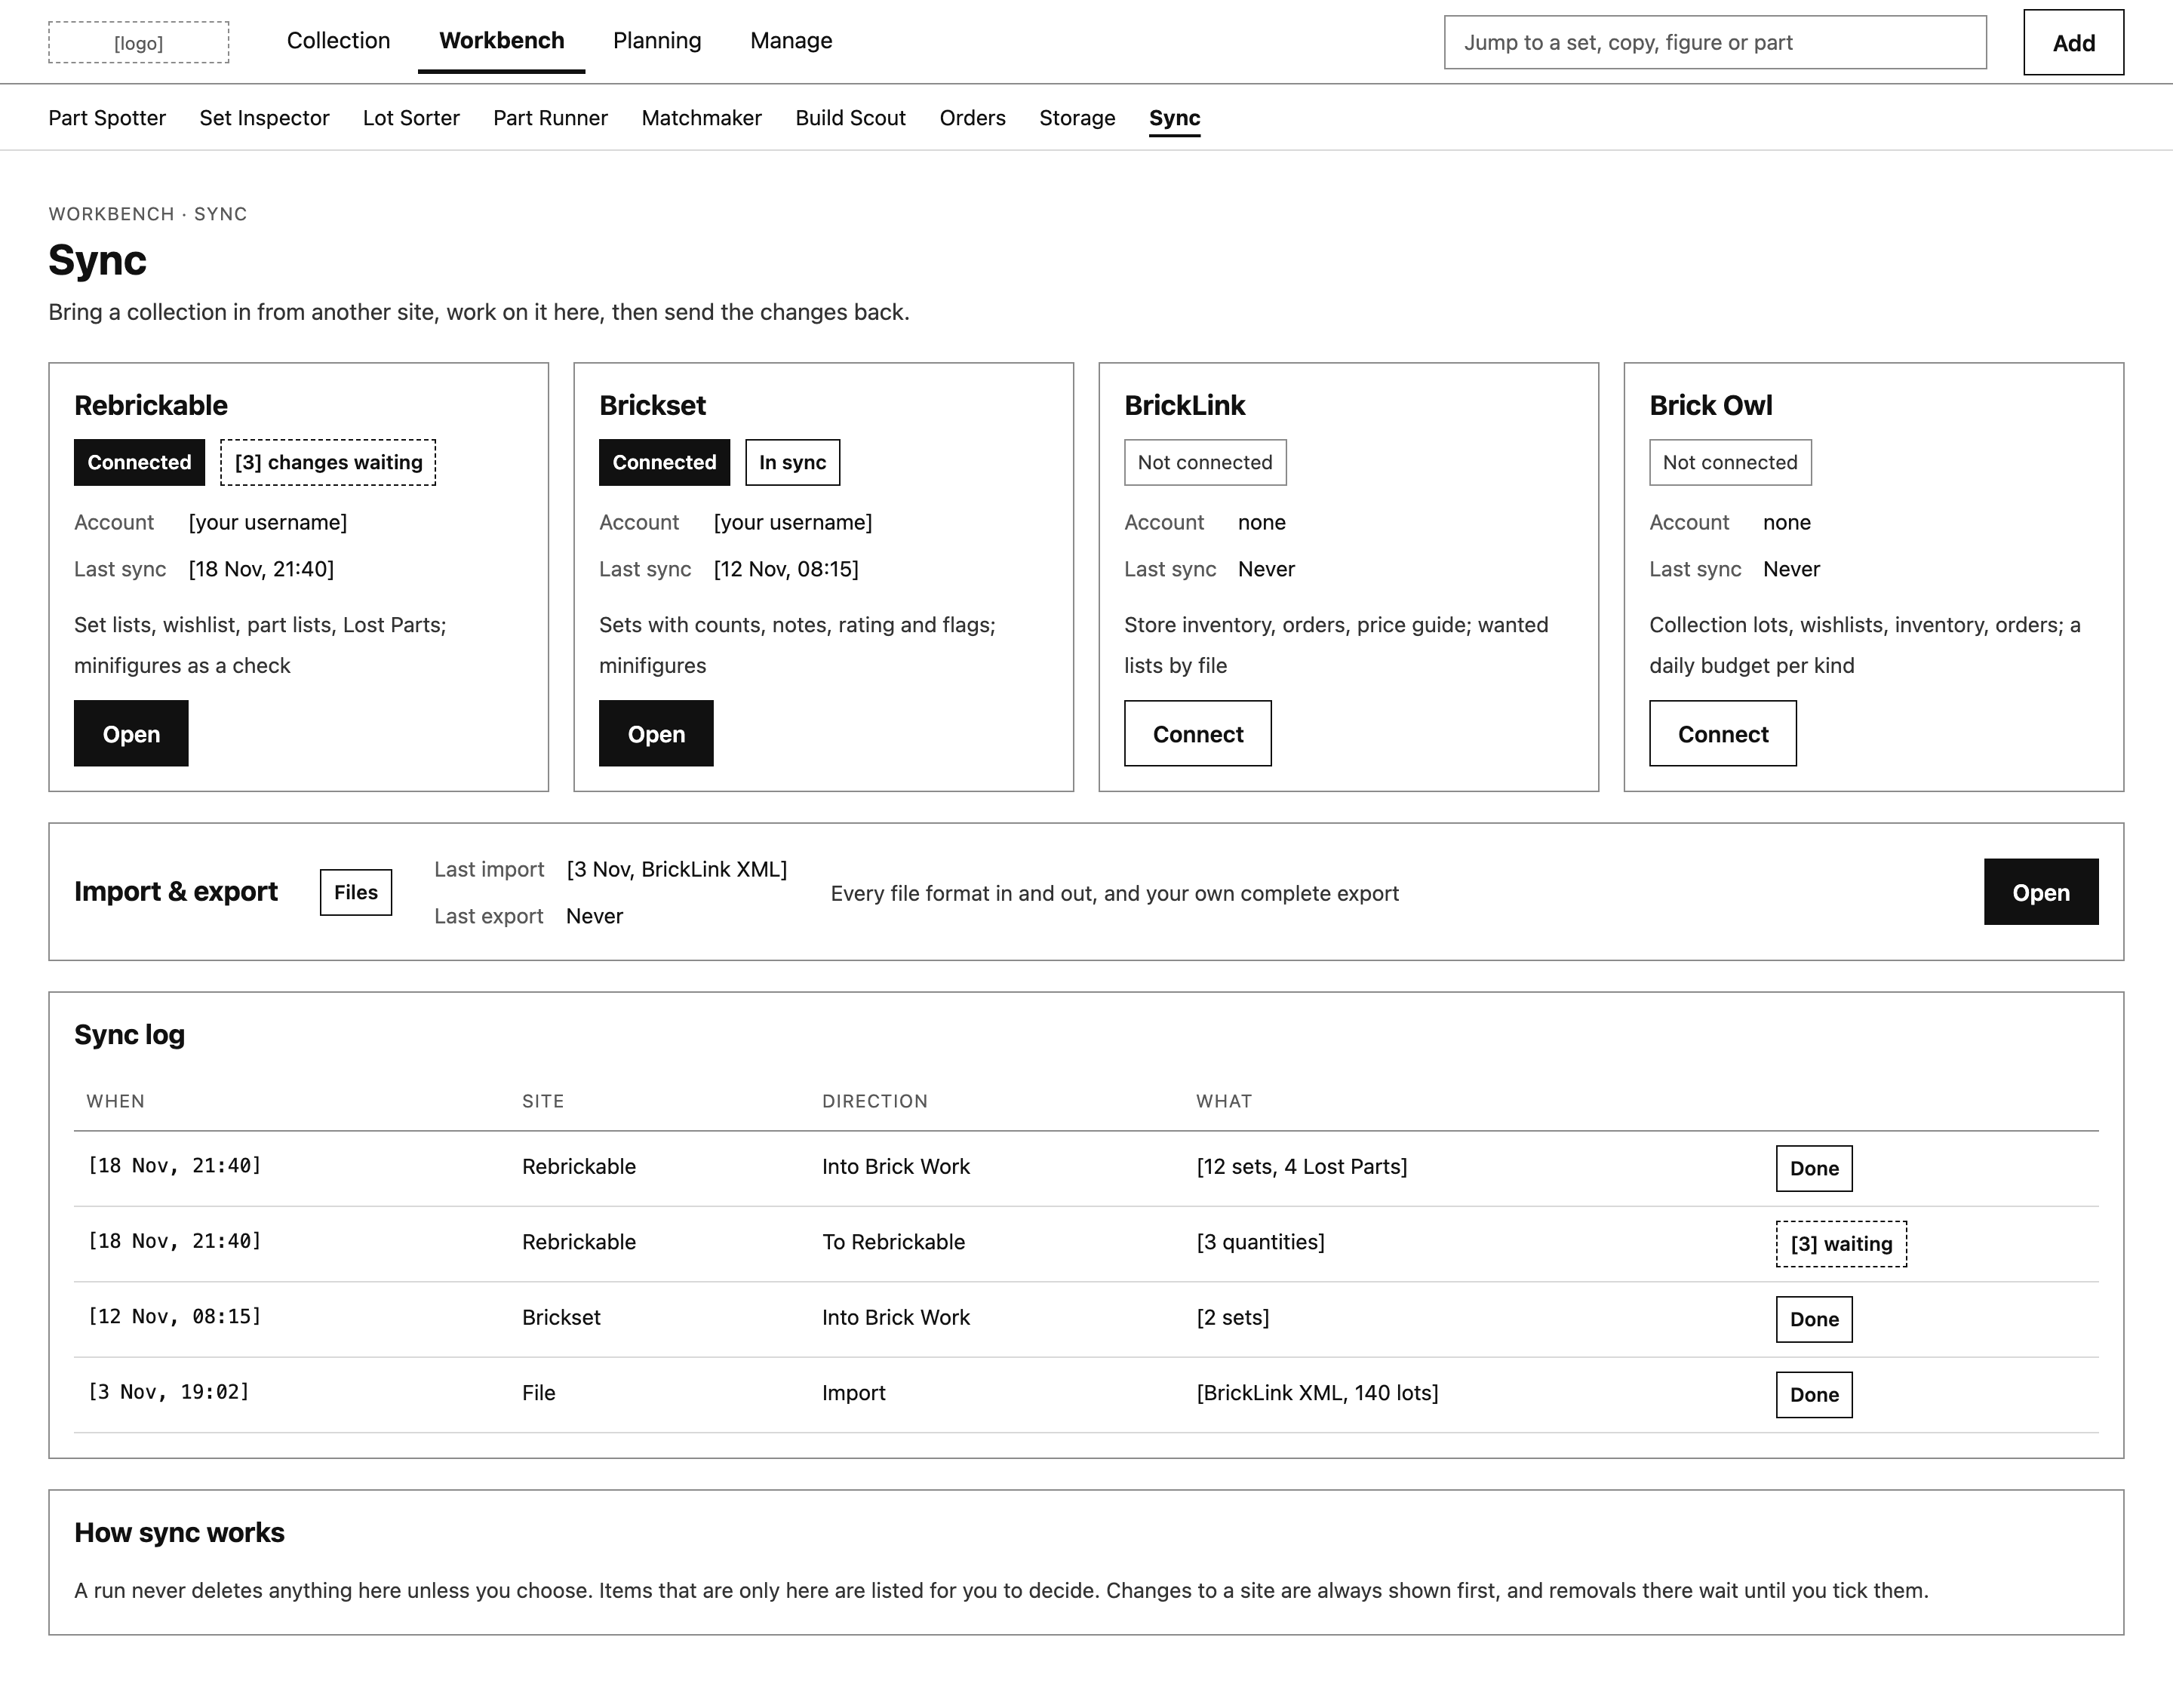 [logo]
Collection
Workbench
Planning
Manage
Jump to a set, copy, figure or part
Add
Part Spotter
Set Inspector
Lot Sorter
Part Runner
Matchmaker
Build Scout
Orders
Storage
Sync
WORKBENCH · SYNC
Sync
Bring a collection in from another site, work on it here, then send the changes back.
Rebrickable
Connected
[3] changes waiting
Account [your username]
Last sync [18 Nov, 21:40]
Set lists, wishlist, part lists, Lost Parts;
minifigures as a check
Open
Brickset
Connected
In sync
Account [your username]
Last sync [12 Nov, 08:15]
Sets with counts, notes, rating and flags;
minifigures
Open
BrickLink
Not connected
Account none
Last sync Never
Store inventory, orders, price guide; wanted
lists by file
Connect
Brick Owl
Not connected
Account none
Last sync Never
Collection lots, wishlists, inventory, orders; a
daily budget per kind
Connect
Import & export
Files
Last import [3 Nov, BrickLink XML]
Last export Never
Every file format in and out, and your own complete export
Open
Sync log
WHEN SITE DIRECTION WHAT
[18 Nov, 21:40] Rebrickable Into Brick Work [12 sets, 4 Lost Parts] Done
[18 Nov, 21:40] Rebrickable To Rebrickable [3 quantities] [3] waiting
[12 Nov, 08:15] Brickset Into Brick Work [2 sets] Done
[3 Nov, 19:02] File Import [BrickLink XML, 140 lots] Done
How sync works
A run never deletes anything here unless you choose. Items that are only here are listed for you to decide. Changes to a site are always shown first, and removals there wait until you tick them.